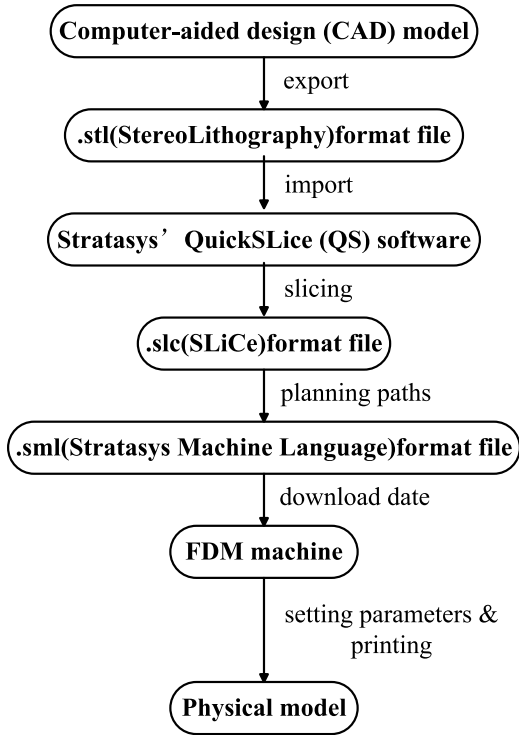 Computer-aided design (CAD) model
export
.stl(StereoLithography)format file
import
Stratasys’ QuickSLice (QS) software
slicing
.slc(SLiCe)format file
planning paths
.sml(Stratasys Machine Language)format file
download date
FDM machine
setting parameters &
printing
Physical model